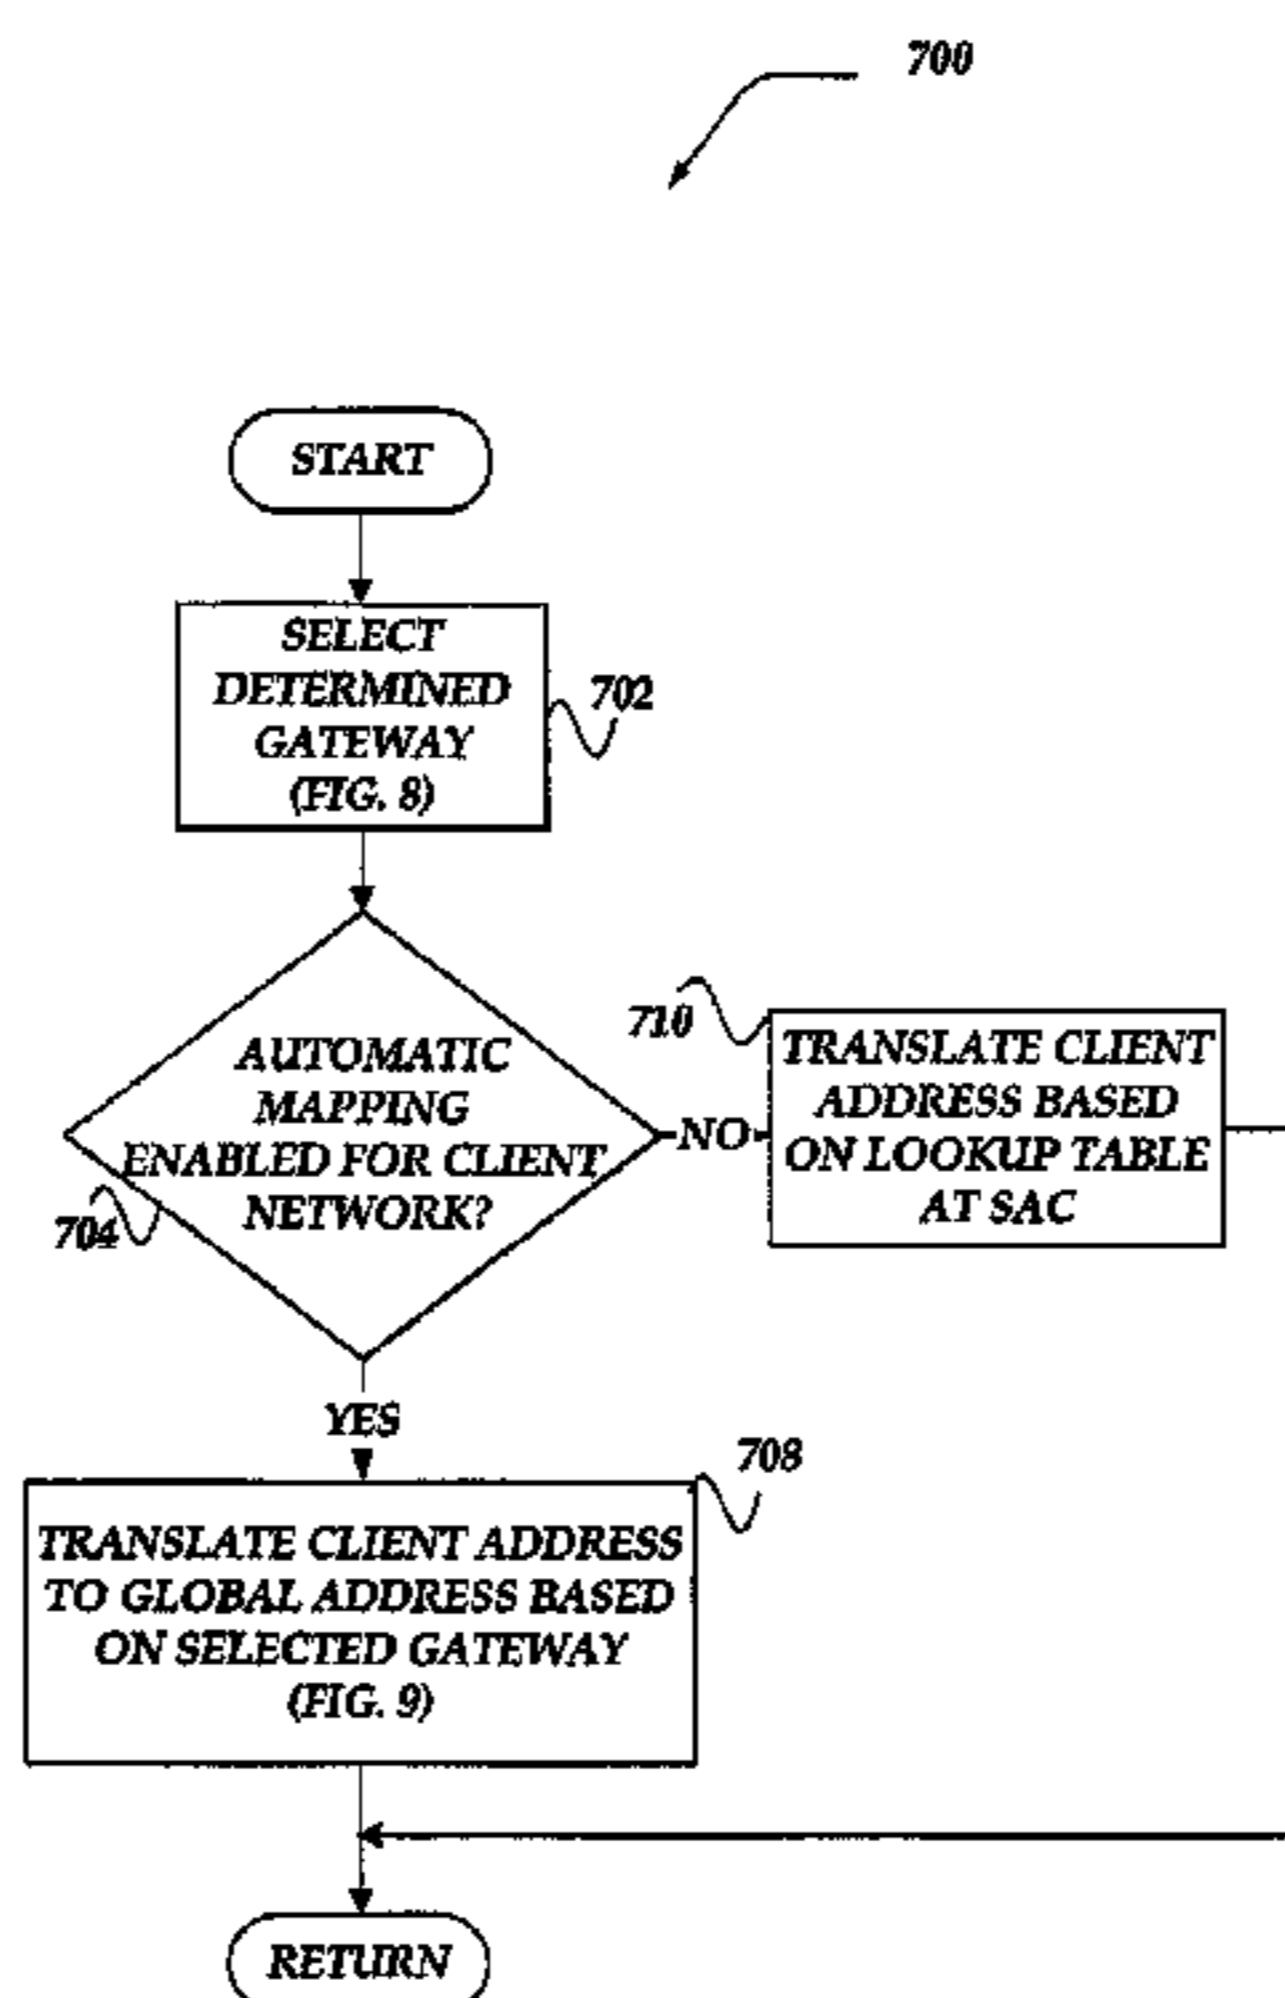 700
START
SELECT
DETERMINED
GATEWAY
(FIG. 8)
702
AUTOMATIC
MAPPING
ENABLED FOR CLIENT
NETWORK?
704
NO
710
TRANSLATE CLIENT
ADDRESS BASED
ON LOOKUP TABLE
AT SAC
YES
708
TRANSLATE CLIENT ADDRESS
TO GLOBAL ADDRESS BASED
ON SELECTED GATEWAY
(FIG. 9)
RETURN